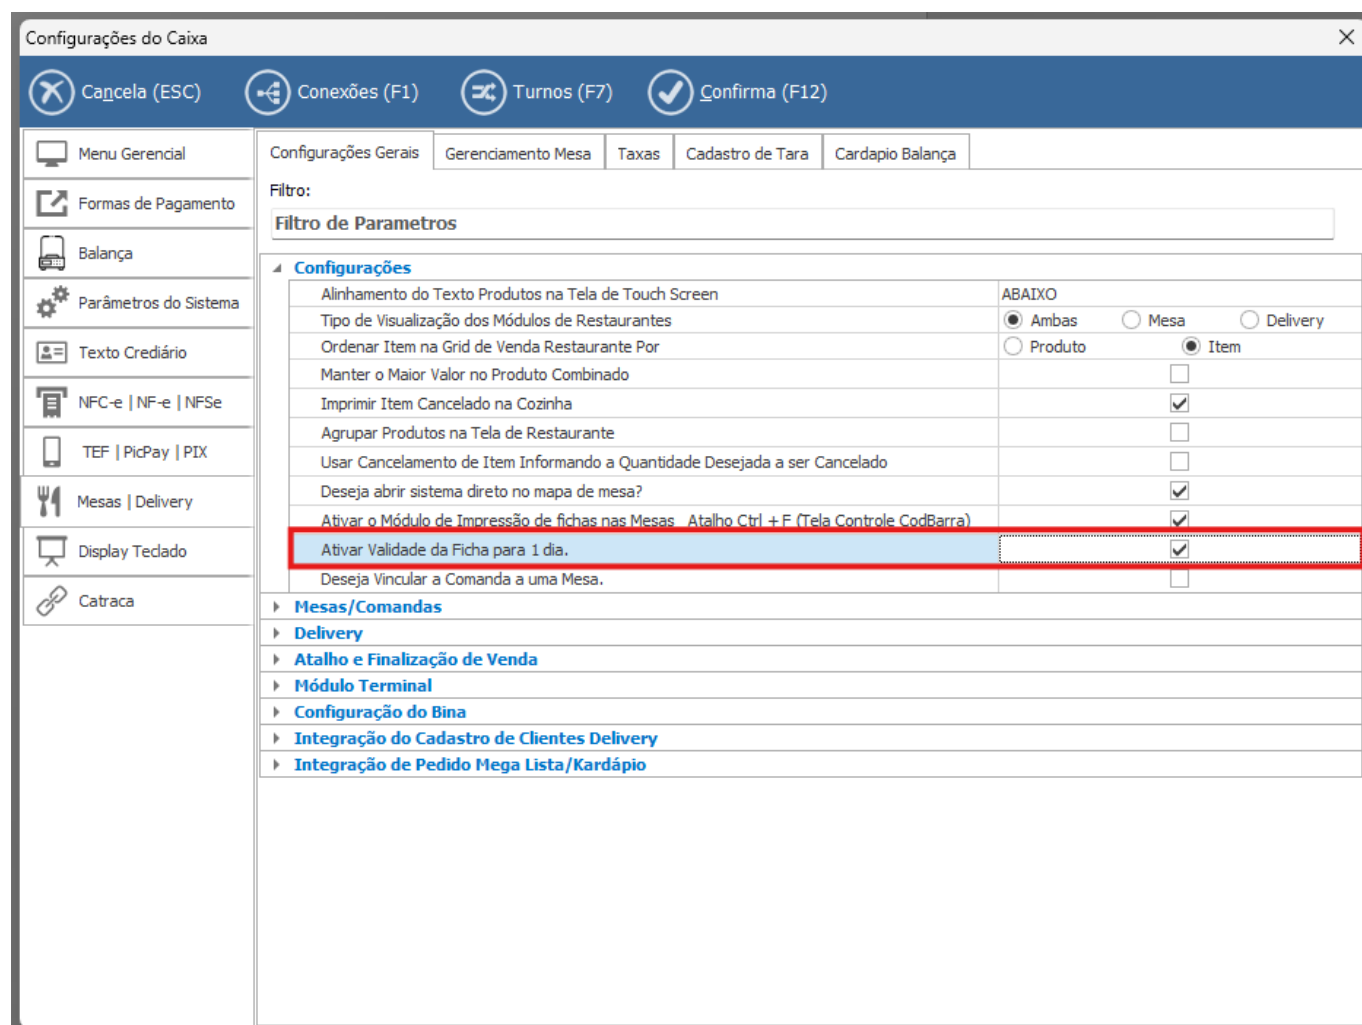 Configurações do Caixa
Cancela (ESC) Conexões (F1) Turnos (F7) Confirma (F12)
Menu Gerencial
Formas de Pagamento
Balança
Parâmetros do Sistema
Texto Crediário
NFC-e | NF-e | NFSe
TEF | PicPay | PIX
Mesas | Delivery
Display Teclado
Catraca
Configurações Gerais Gerenciamento Mesa Taxas Cadastro de Tara Cardapio Balança
Filtro:
Filtro de Parametros
Configurações
Alinhamento do Texto Produtos na Tela de Touch Screen ABAIXO
Tipo de Visualização dos Módulos de Restaurantes Ambas Mesa Delivery
Ordenar Item na Grid de Venda Restaurante Por Produto Item
Manter o Maior Valor no Produto Combinado
Imprimir Item Cancelado na Cozinha
Agrupar Produtos na Tela de Restaurante
Usar Cancelamento de Item Informando a Quantidade Desejada a ser Cancelado
Deseja abrir sistema direto no mapa de mesa?
Ativar o Módulo de Impressão de fichas nas Mesas Atalho Ctrl + F (Tela Controle CodBarra)
Ativar Validade da Ficha para 1 dia.
Deseja Vincular a Comanda a uma Mesa.
Mesas/Comandas
Delivery
Atalho e Finalização de Venda
Módulo Terminal
Configuração do Bina
Integração do Cadastro de Clientes Delivery
Integração de Pedido Mega Lista/Kardápio